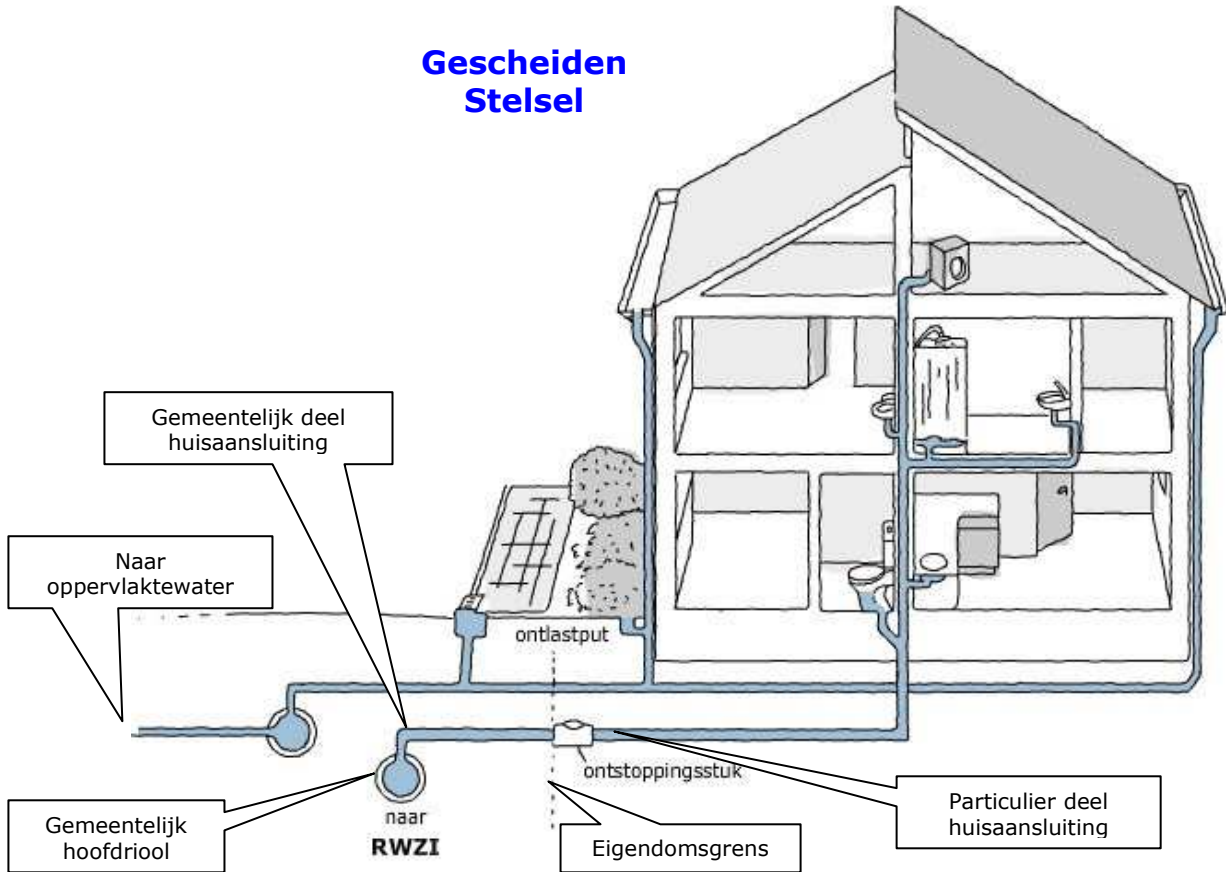 Gescheiden
Stelsel
Gemeentelijk deel
huisaansluiting
Naar
oppervlaktewater
ontlastput
ontstoppingsstuk
naar
RWZI
Gemeentelijk
hoofdriool
Eigendomsgrens
Particulier deel
huisaansluiting